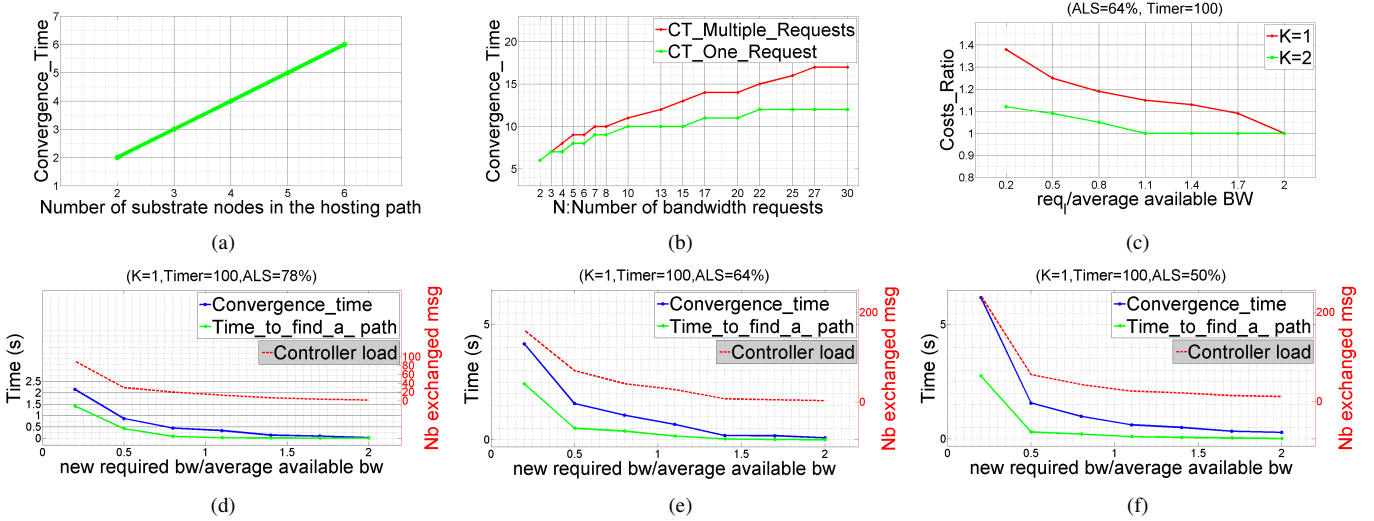 7
6
5
4
3
2
1
Convergence_Time
2 3 4 5 6
Number of substrate nodes in the hosting path
(a)
20
15
10
5
Convergence_Time
CT_Multiple_Requests
CT_One_Request
2 3 4 5 6 7 8 10 13 15 17 20 22 25 27 30
N:Number of bandwidth requests
(b)
(ALS=64%, Timer=100)
1.4
1.3
1.2
1.1
1
0.9
0.8
Costs_Ratio
K=1
K=2
0.2 0.5 0.8 1.1 1.4 1.7 2
req_l/average available BW
(c)
(K=1,Timer=100,ALS=78%)
Time (s)
2.5
2
1.5
1
0.5
0
Convergence_time
Time_to_find_a_ path
Controller load
100
80
60
40
20
0
Nb exchanged msg
0 0.5 1 1.5 2
new required bw/average available bw
(d)
(K=1,Timer=100,ALS=64%)
Time (s)
5
0
Convergence_time
Time_to_find_a_ path
Controller load
200
0
Nb exchanged msg
0 0.5 1 1.5 2
new required bw/average available bw
(e)
(K=1,Timer=100,ALS=50%)
Time (s)
5
0
Convergence_time
Time_to_find_a_ path
Controller load
200
0
Nb exchanged msg
0 0.5 1 1.5 2
new required bw/average available bw
(f)